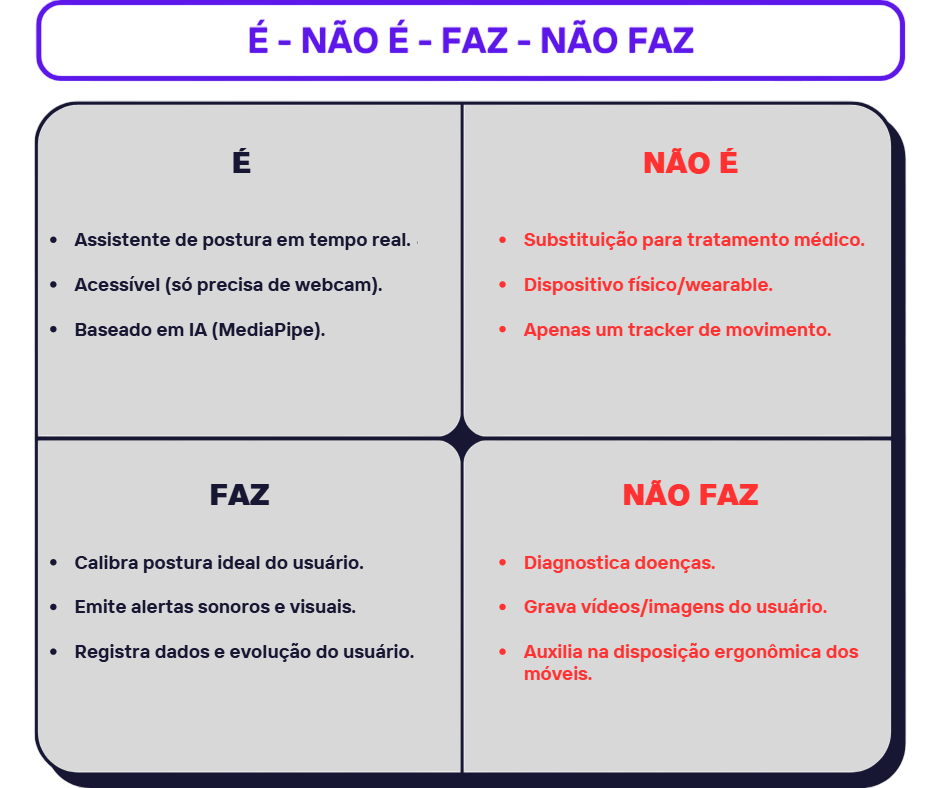 É - NÃO É - FAZ - NÃO FAZ
É
• Assistente de postura em tempo real.
• Acessível (só precisa de webcam).
• Baseado em IA (MediaPipe).
NÃO É
• Substituição para tratamento médico.
• Dispositivo físico/wearable.
• Apenas um tracker de movimento.
FAZ
• Calibra postura ideal do usuário.
• Emite alertas sonoros e visuais.
• Registra dados e evolução do usuário.
NÃO FAZ
• Diagnostica doenças.
• Grava vídeos/imagens do usuário.
• Auxilia na disposição ergonômica dos
móveis.